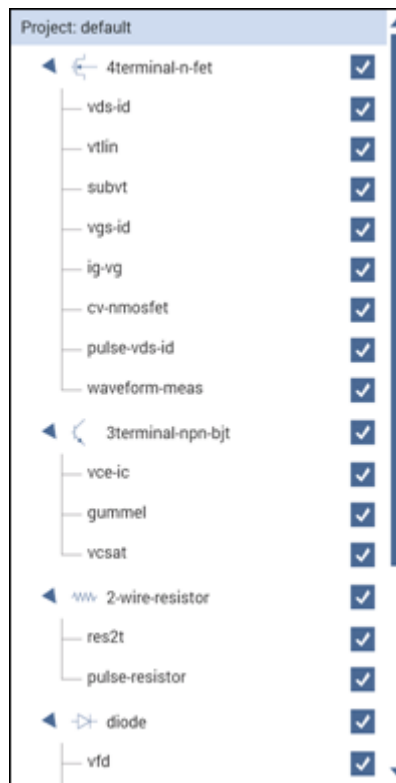 Project: default
4terminal-n-fet
vds-id
vtlin
subvt
vgs-id
ig-vg
cv-nmosfet
pulse-vds-id
waveform-meas
3terminal-npn-bjt
vce-ic
gummel
vcsat
2-wire-resistor
res2t
pulse-resistor
diode
vfd